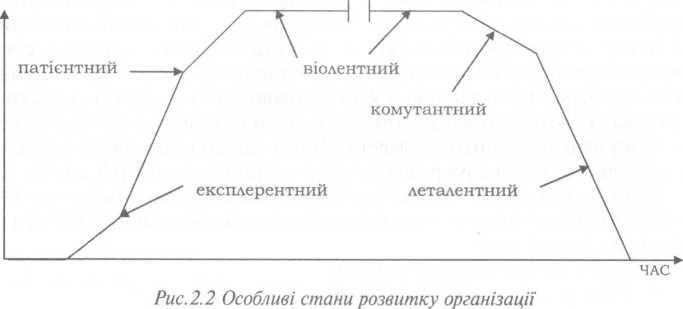 патієнтний
віолентний
комутантний
експлерентний
леталентний
ЧАС
Рис.2.2 Особливі стани розвитку організації